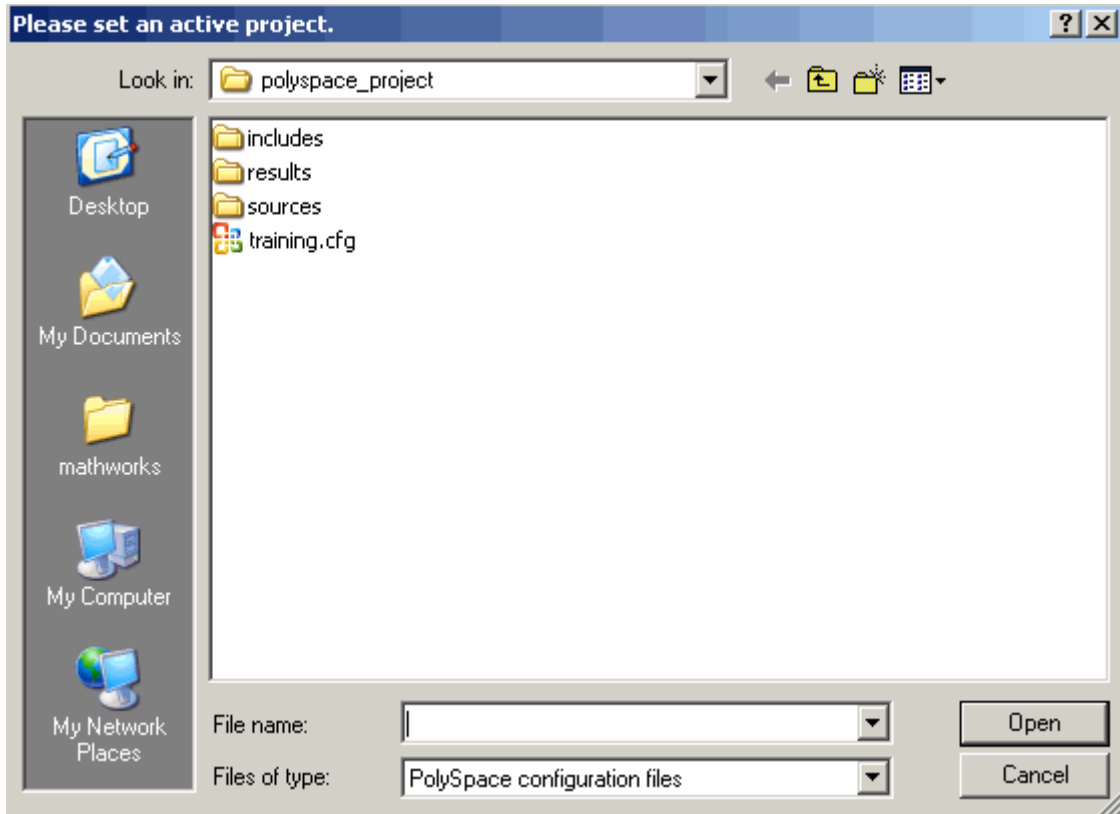 Please set an active project.
Look in: polyspace_project
includes
results
sources
training.cfg
Desktop
My Documents
mathworks
My Computer
My Network
Places
File name:
Open
Files of type: PolySpace configuration files
Cancel